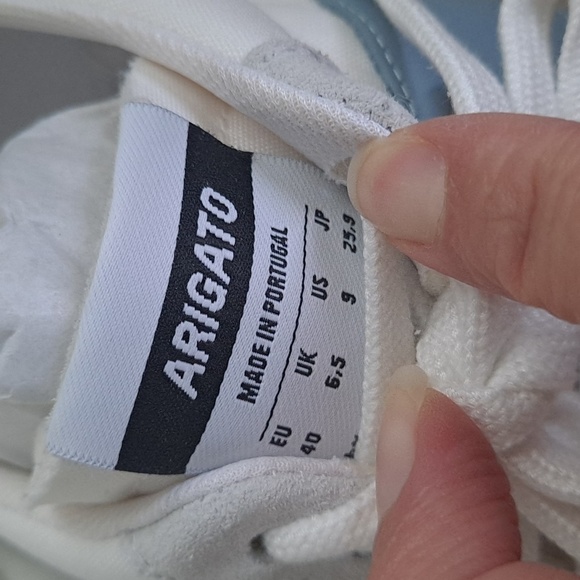 ARIGATO
MADE IN PORTUGAL
EU UK US JP
40 6,5 9 25,9